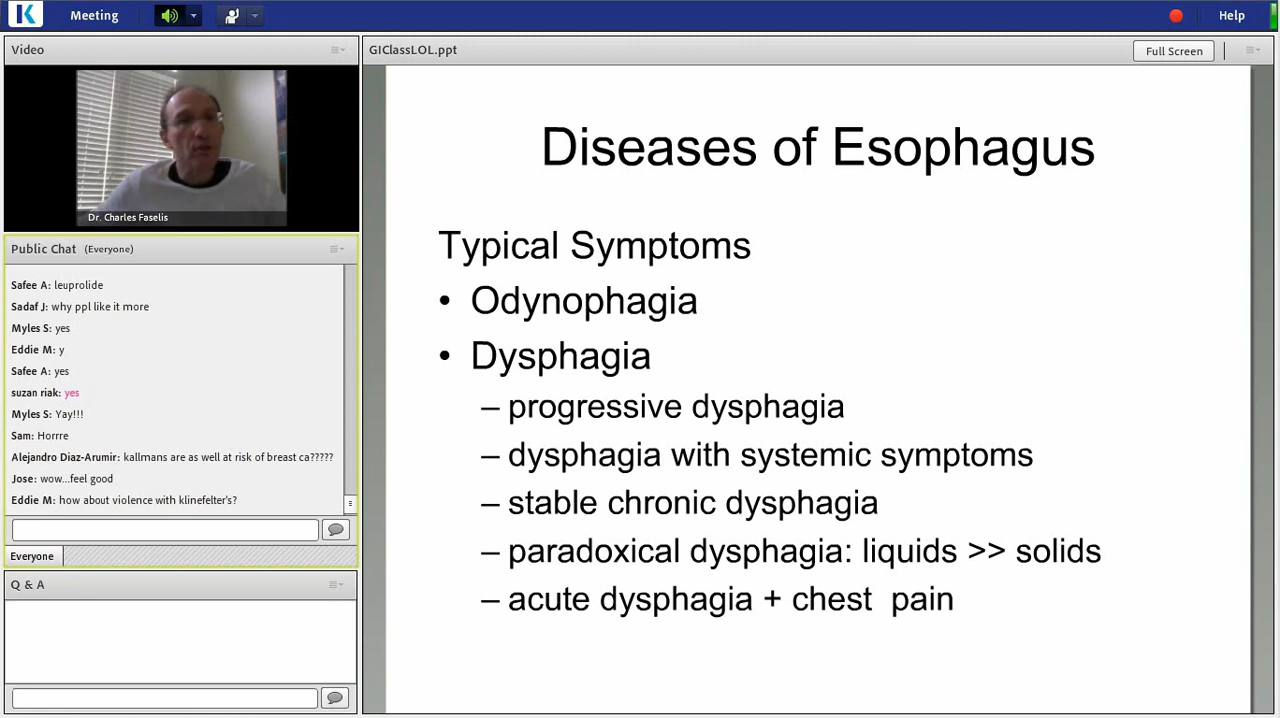 K Meeting Help
Video
Dr. Charles Faselis
Public Chat (Everyone)
Safee A: leuprolide
Sadaf J: why ppl like it more
Myles S: yes
Eddie M: y
Safee A: yes
suzan riak: yes
Myles S: Yay!!!
Sam: Horrre
Alejandro Diaz-Arumir: kallmans are as well at risk of breast ca?????
Jose: wow...feel good
Eddie M: how about violence with klinefelter's?
Everyone
Q & A
GIClassLOL.ppt
Full Screen
Diseases of Esophagus
Typical Symptoms
• Odynophagia
• Dysphagia
– progressive dysphagia
– dysphagia with systemic symptoms
– stable chronic dysphagia
– paradoxical dysphagia: liquids >> solids
– acute dysphagia + chest pain